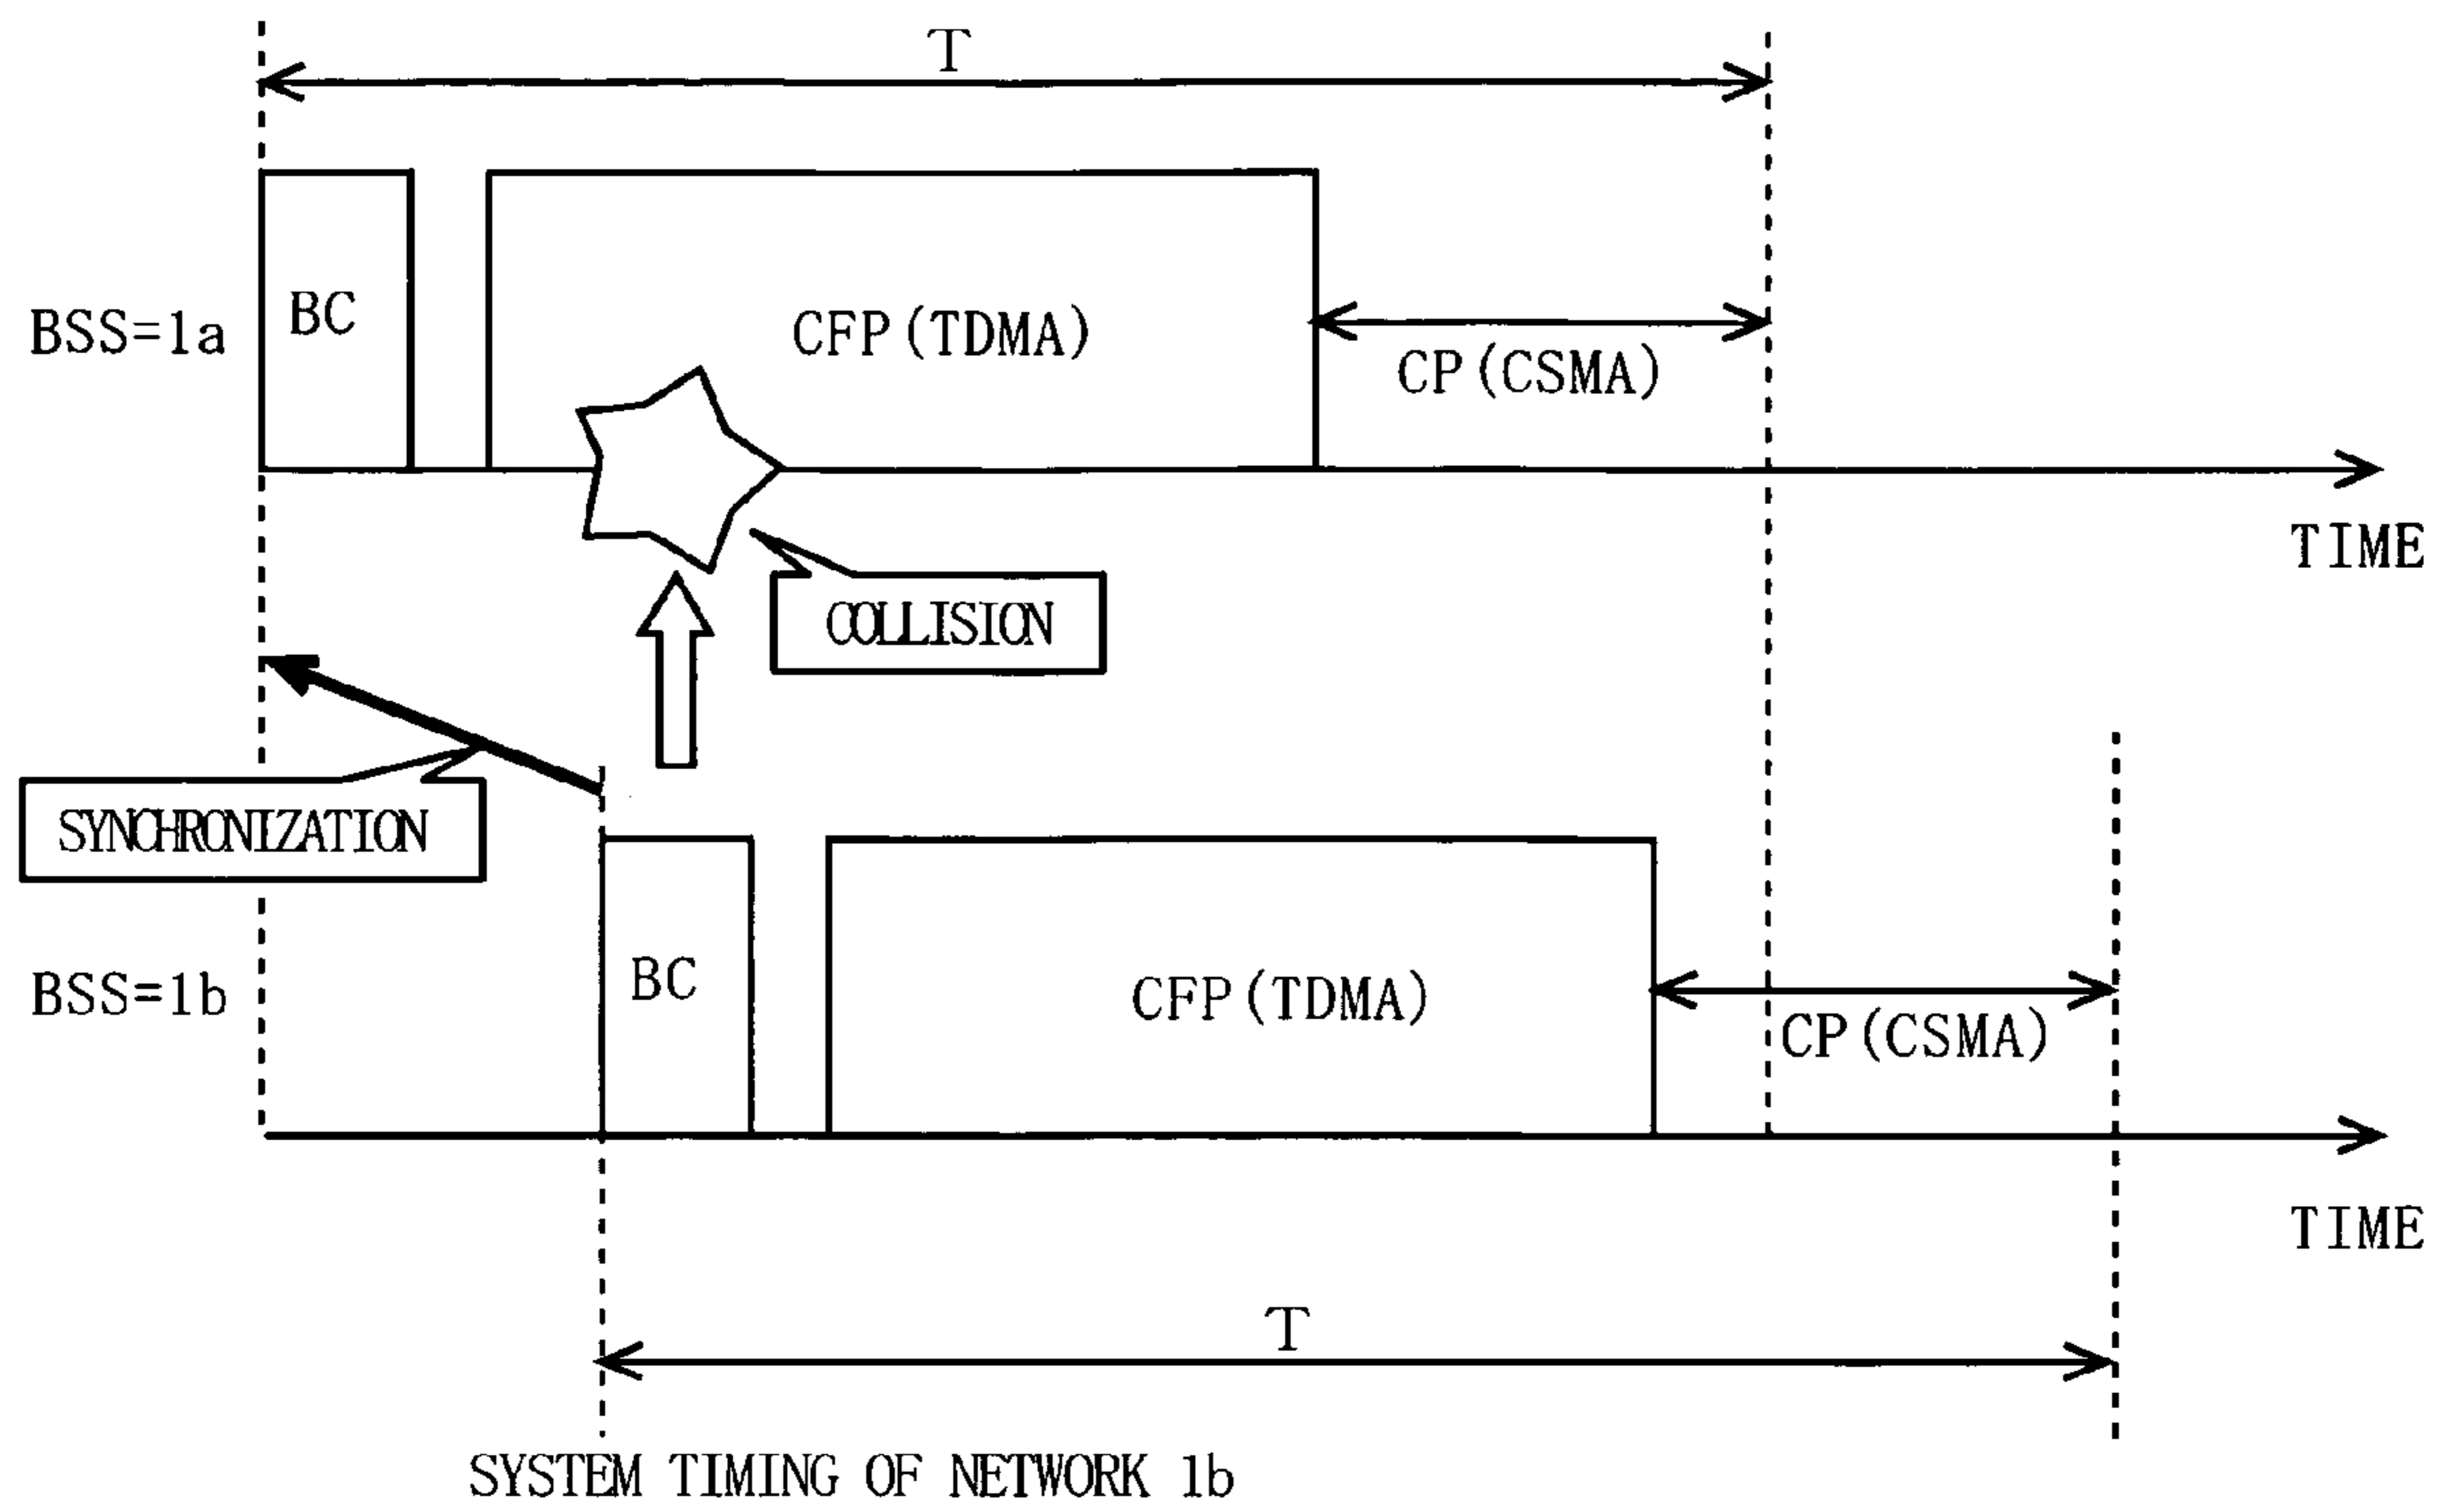 T
BC
BSS=1a
CFP(TDMA)
CP(CSMA)
TIME
COLLISION
SYNCHRONIZATION
BC
BSS=1b
CFP(TDMA)
CP(CSMA)
TIME
T
SYSTEM TIMING OF NETWORK 1b